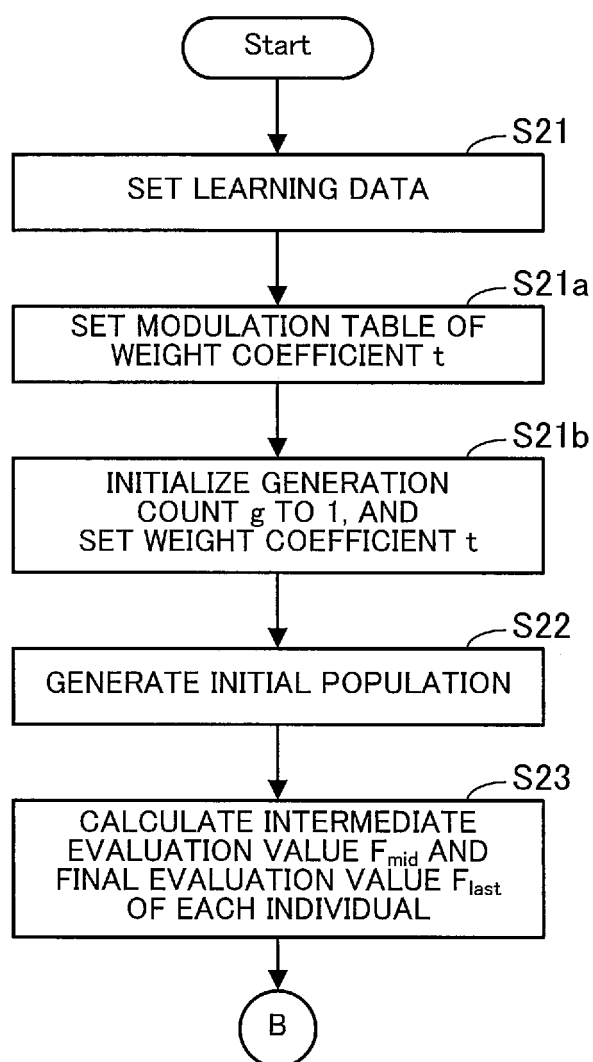 Start
S21
SET LEARNING DATA
S21a
SET MODULATION TABLE OF
WEIGHT COEFFICIENT t
S21b
INITIALIZE GENERATION
COUNT g TO 1, AND
SET WEIGHT COEFFICIENT t
S22
GENERATE INITIAL POPULATION
S23
CALCULATE INTERMEDIATE
EVALUATION VALUE Fmid AND
FINAL EVALUATION VALUE Flast
OF EACH INDIVIDUAL
B